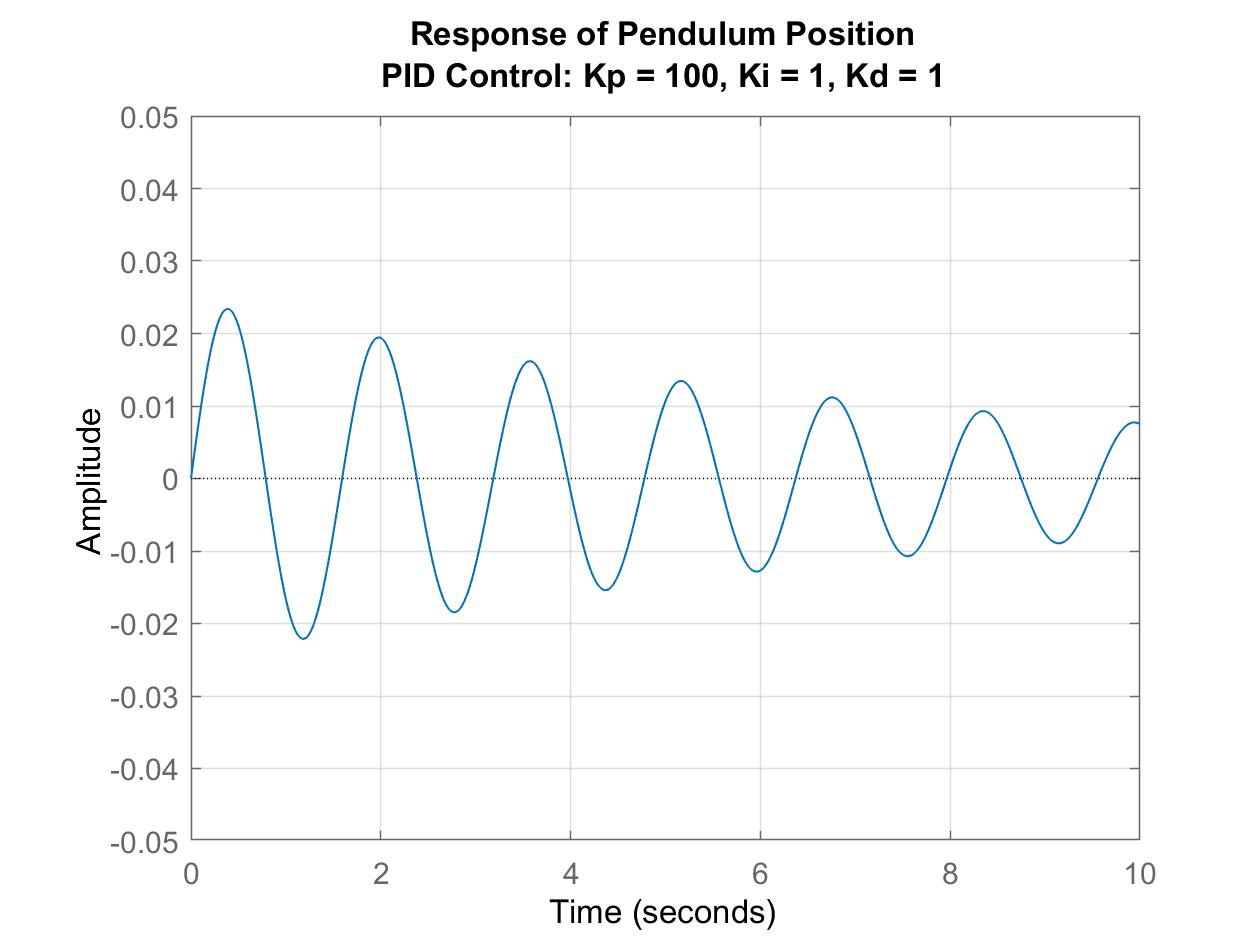 Response of Pendulum Position
PID Control: Kp = 100, Ki = 1, Kd = 1
0.05
0.04
0.03
0.02
0.01
0
-0.01
-0.02
-0.03
-0.04
-0.05
Amplitude
0 2 4 6 8 10
Time (seconds)